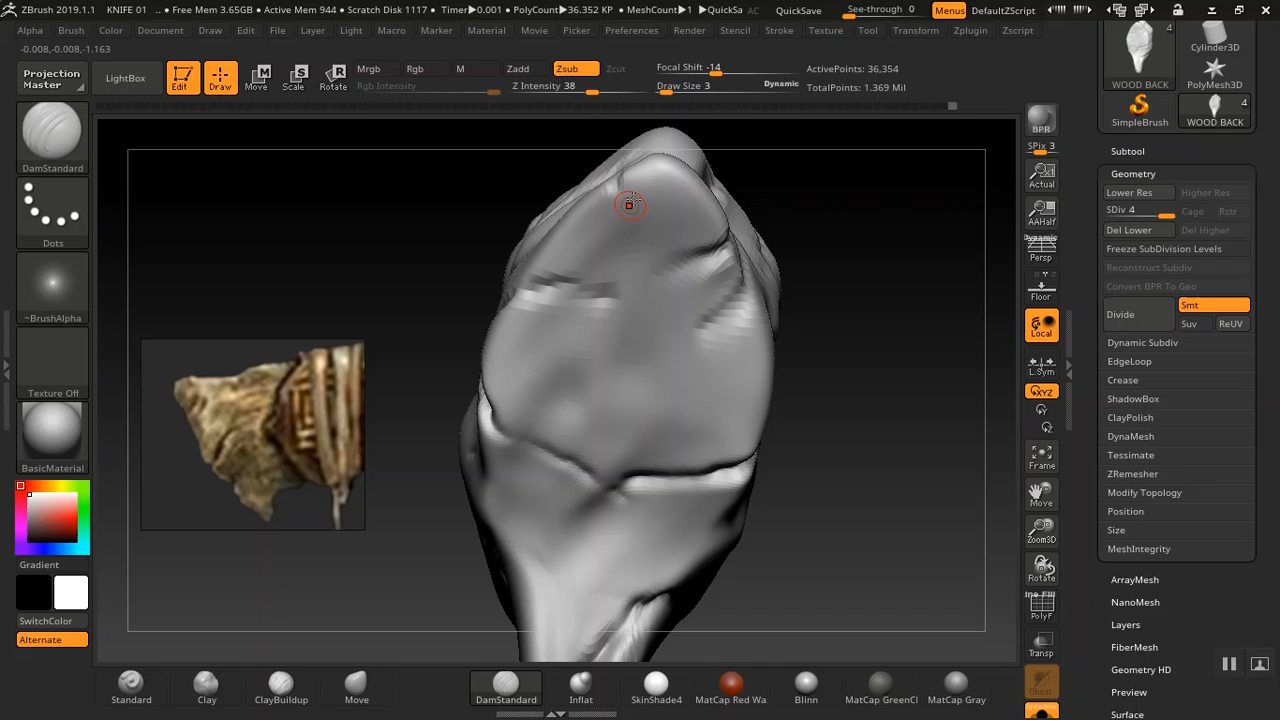 ZBrush 2019.1.1 KNIFE 01 .. • Free Mem 3.65GB • Active Mem 944 • Scratch Disk 1117 • Timer▶0.001 • PolyCount▶36,352 KP • MeshCount▶1 ▶QuickSa AC QuickSave See-through 0 Menus DefaultZScript
Alpha Brush Color Document Draw Edit File Layer Light Macro Marker Material Movie Picker Preferences Render Stencil Stroke Texture Tool Transform Zplugin Zscript
-0.008,-0.008,-1.163
Projection Master
LightBox
Edit Draw Move Scale Rotate
Mrgb Rgb M Zadd Zsub Zcut
Rgb Intensity Z Intensity 38
Focal Shift -14
Draw Size 3 Dynamic
ActivePoints: 36,354
TotalPoints: 1.369 Mil
DamStandard
Dots
~BrushAlpha
Texture Off
BasicMaterial
Gradient
SwitchColor
Alternate
BPR
SPix 3
Actual
AAHalf
Dynamic
Persp
Floor
Local
L.Sym
XYZ
Frame
Move
Zoom3D
Rotate
Line Fill
PolyF
Transp
Ghost
4
WOOD BACK
Cylinder3D
PolyMesh3D
SimpleBrush
4
WOOD BACK
Subtool
Geometry
Lower Res Higher Res
SDiv 4 Cage Rstr
Del Lower Del Higher
Freeze SubDivision Levels
Reconstruct Subdiv
Convert BPR To Geo
Divide Smt
Suv ReUV
Dynamic Subdiv
EdgeLoop
Crease
ShadowBox
ClayPolish
DynaMesh
Tessimate
ZRemesher
Modify Topology
Position
Size
MeshIntegrity
ArrayMesh
NanoMesh
Layers
FiberMesh
Geometry HD
Preview
Surface
Standard Clay ClayBuildup Move DamStandard Inflat SkinShade4 MatCap Red Wa Blinn MatCap GreenCl MatCap Gray